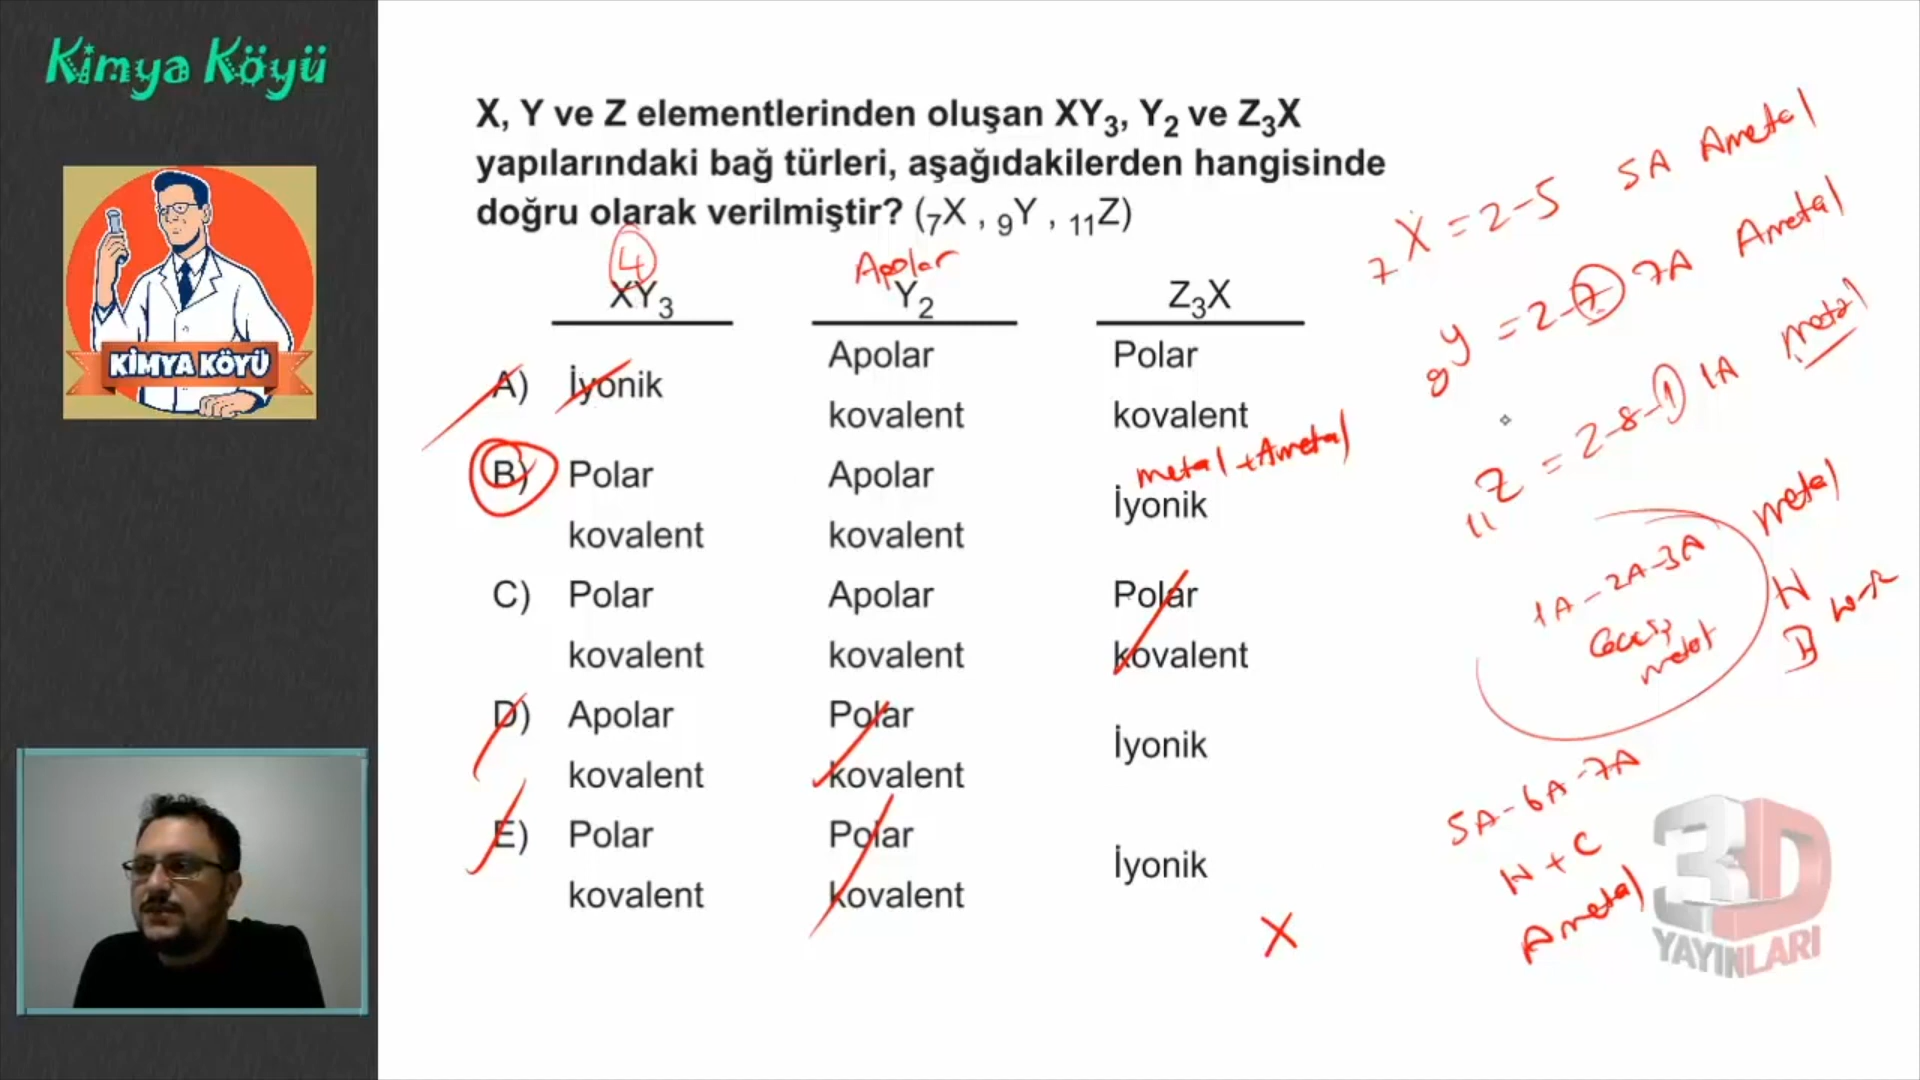 Kimya Köyü
KİMYA KÖYÜ
X, Y ve Z elementlerinden oluşan XY₃, Y₂ ve Z₃X
yapılarındaki bağ türleri, aşağıdakilerden hangisinde
doğru olarak verilmiştir? (₇X , ₉Y , ₁₁Z)
4
Apolar
XY₃ Y₂ Z₃X
A) İyonik Apolar kovalent Polar kovalent
metal + Ametal
B) Polar kovalent Apolar kovalent İyonik
C) Polar kovalent Apolar kovalent Polar kovalent
D) Apolar kovalent Polar kovalent İyonik
E) Polar kovalent Polar kovalent İyonik
X
₇X = 2-5 5A Ametal
₉Y = 2-7 7A Ametal
₁₁Z = 2-8-1 1A metal
1A-2A-3A metal
metal
5A-6A-7A
H + C
Ametal
3D
YAYINLARI